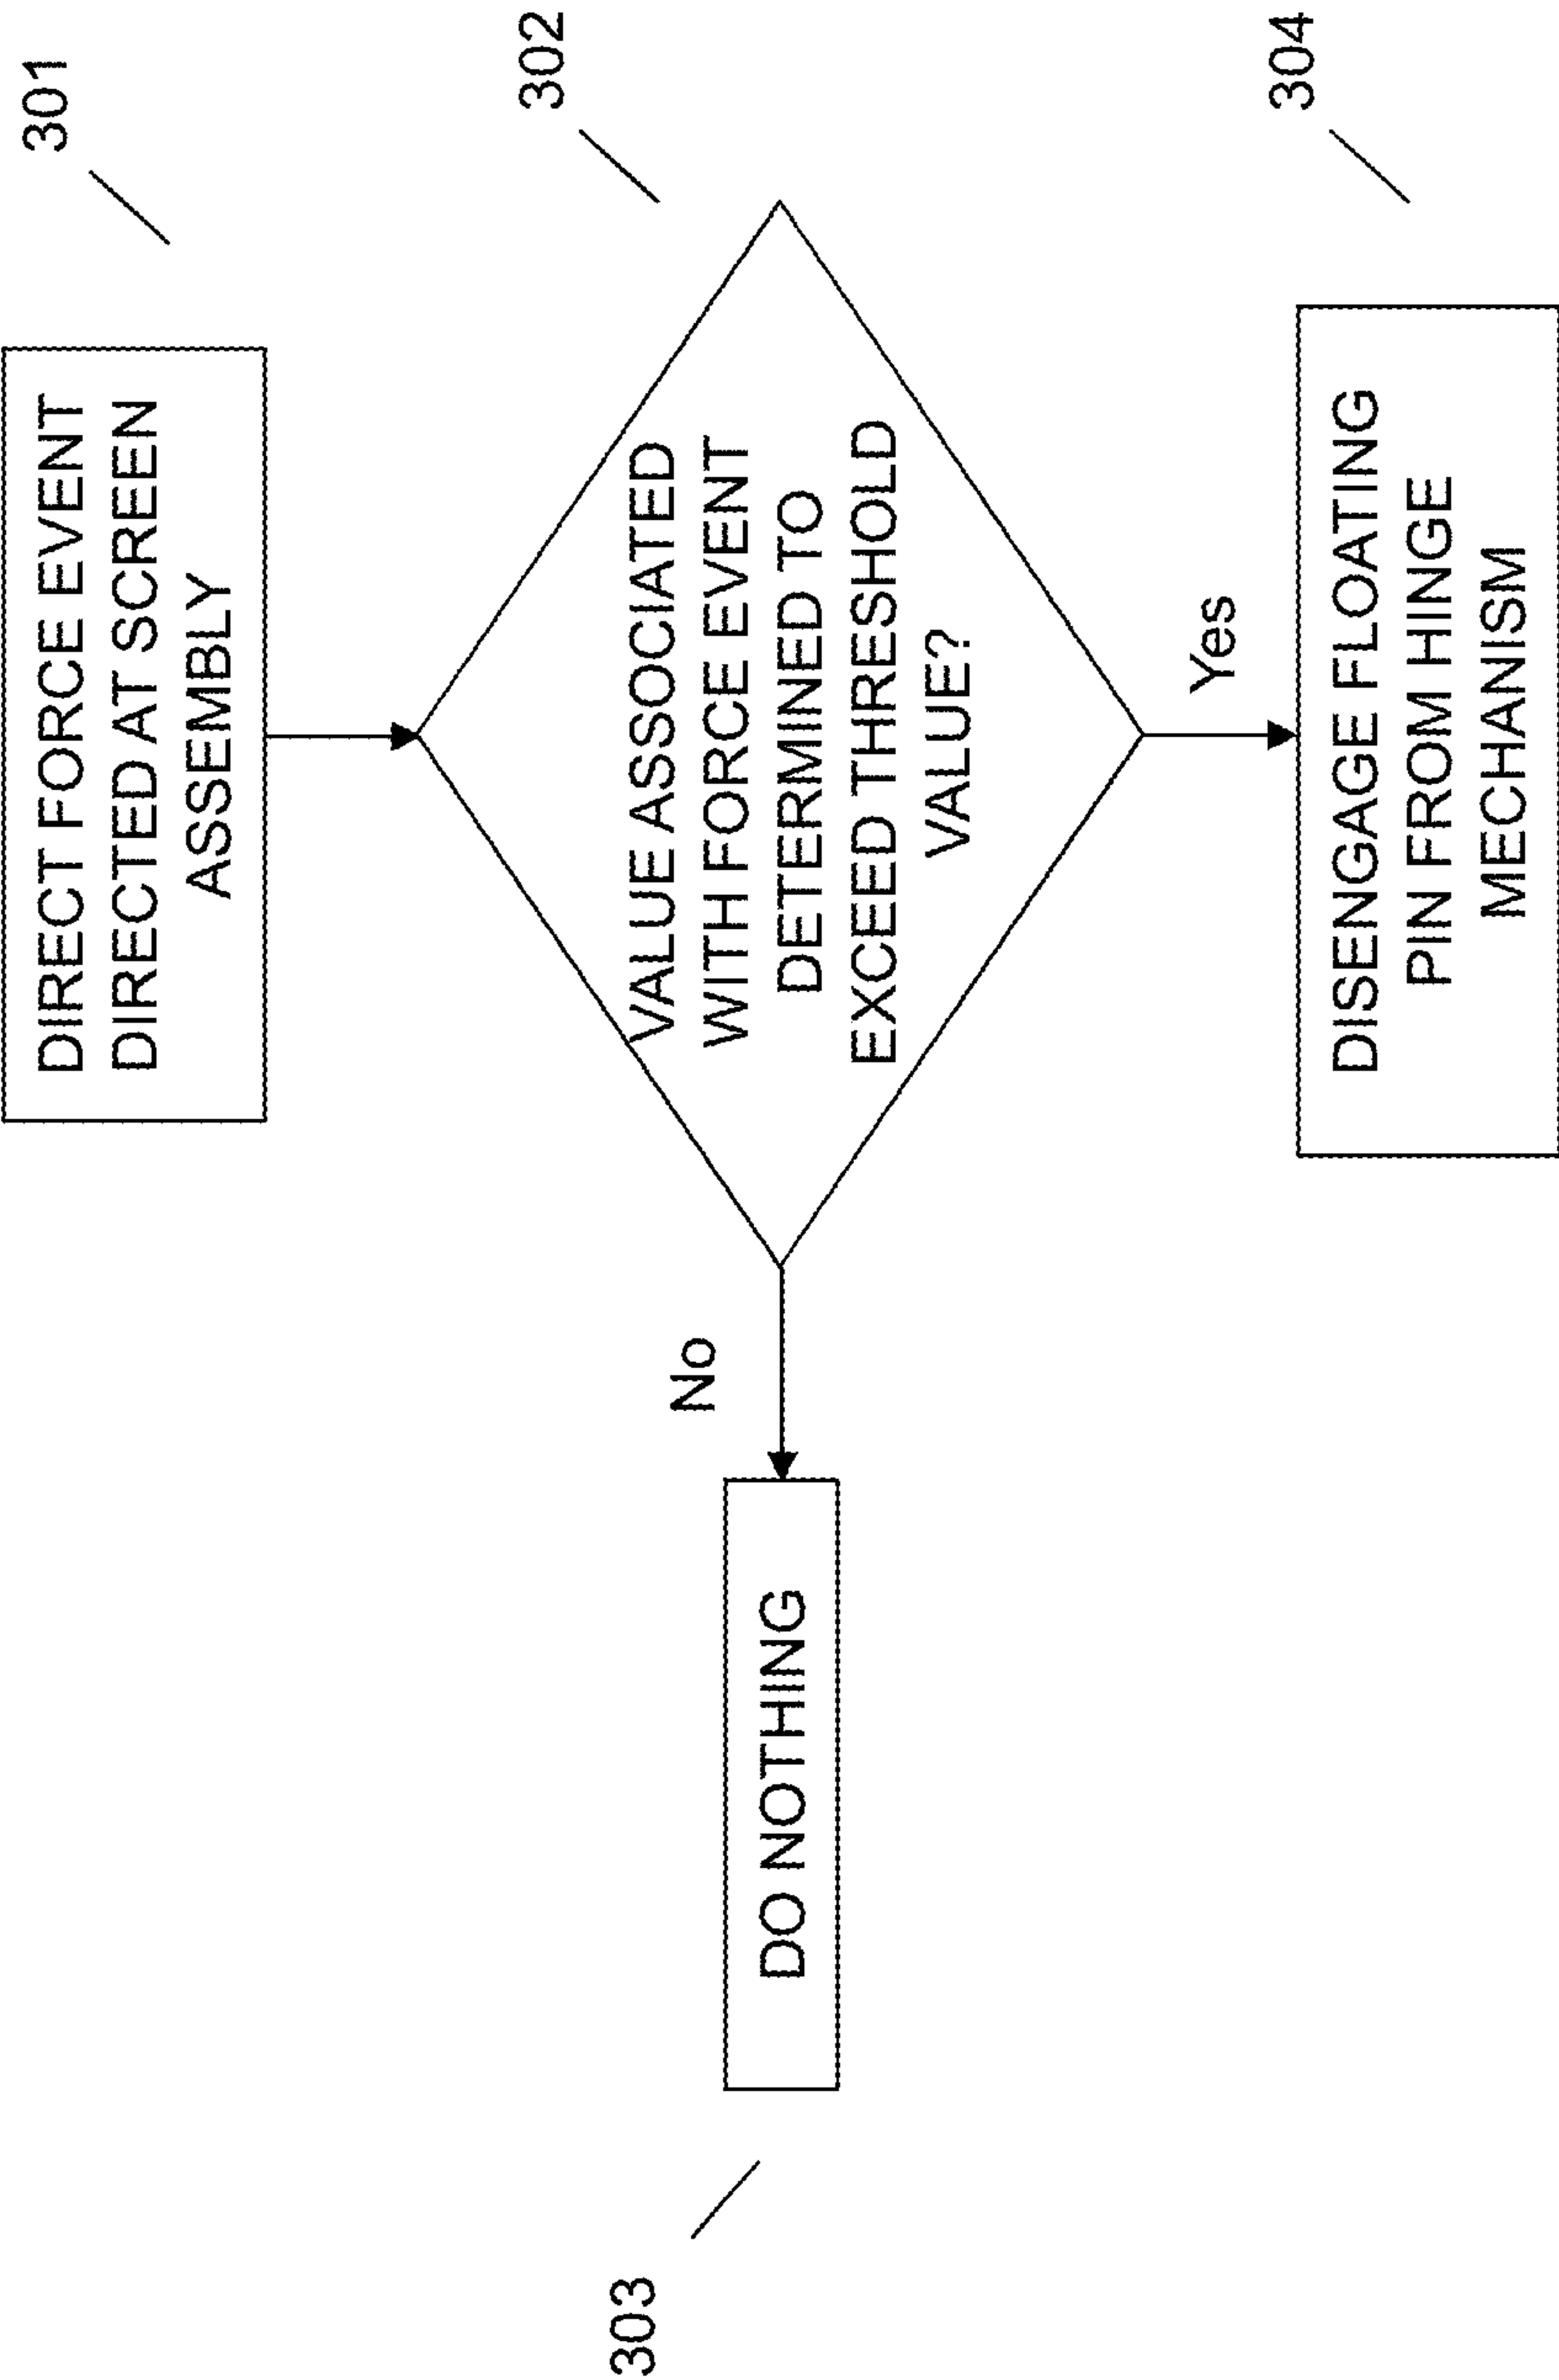 301
DIRECT FORCE EVENT
DIRECTED AT SCREEN
ASSEMBLY
302
VALUE ASSOCIATED
WITH FORCE EVENT
DETERMINED TO
EXCEED THRESHOLD
VALUE?
No
303
DO NOTHING
Yes
304
DISENGAGE FLOATING
PIN FROM HINGE
MECHANISM